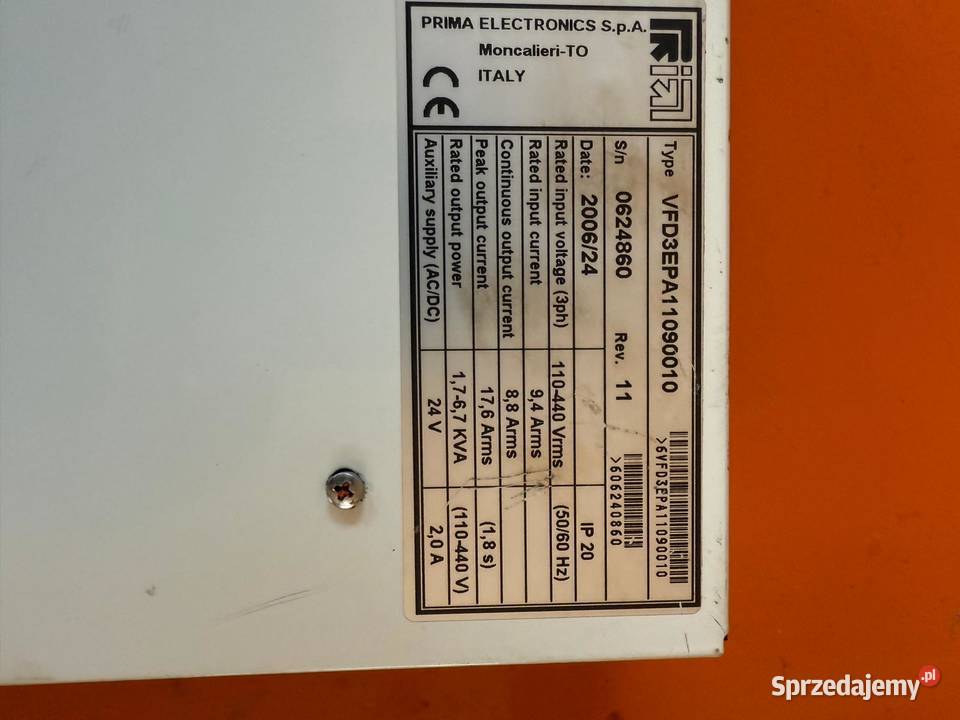 PRIMA ELECTRONICS S.p.A.
Moncalieri-TO
ITALY
CE
Type VFD3EPA11090010
>6VFD3EPA11090010
S/n 0624860 Rev. 11
>606240860
Date: 2006/24 IP 20
Rated input voltage (3ph) 110-440 Vrms (50/60 Hz)
Rated input current 9,4 Arms
Continuous output current 8,8 Arms
Peak output current 17,6 Arms (1,8 s)
Rated output power 1,7-6,7 KVA (110-440 V)
Auxiliary supply (AC/DC) 24 V 2,0 A
Sprzedajemy.pl